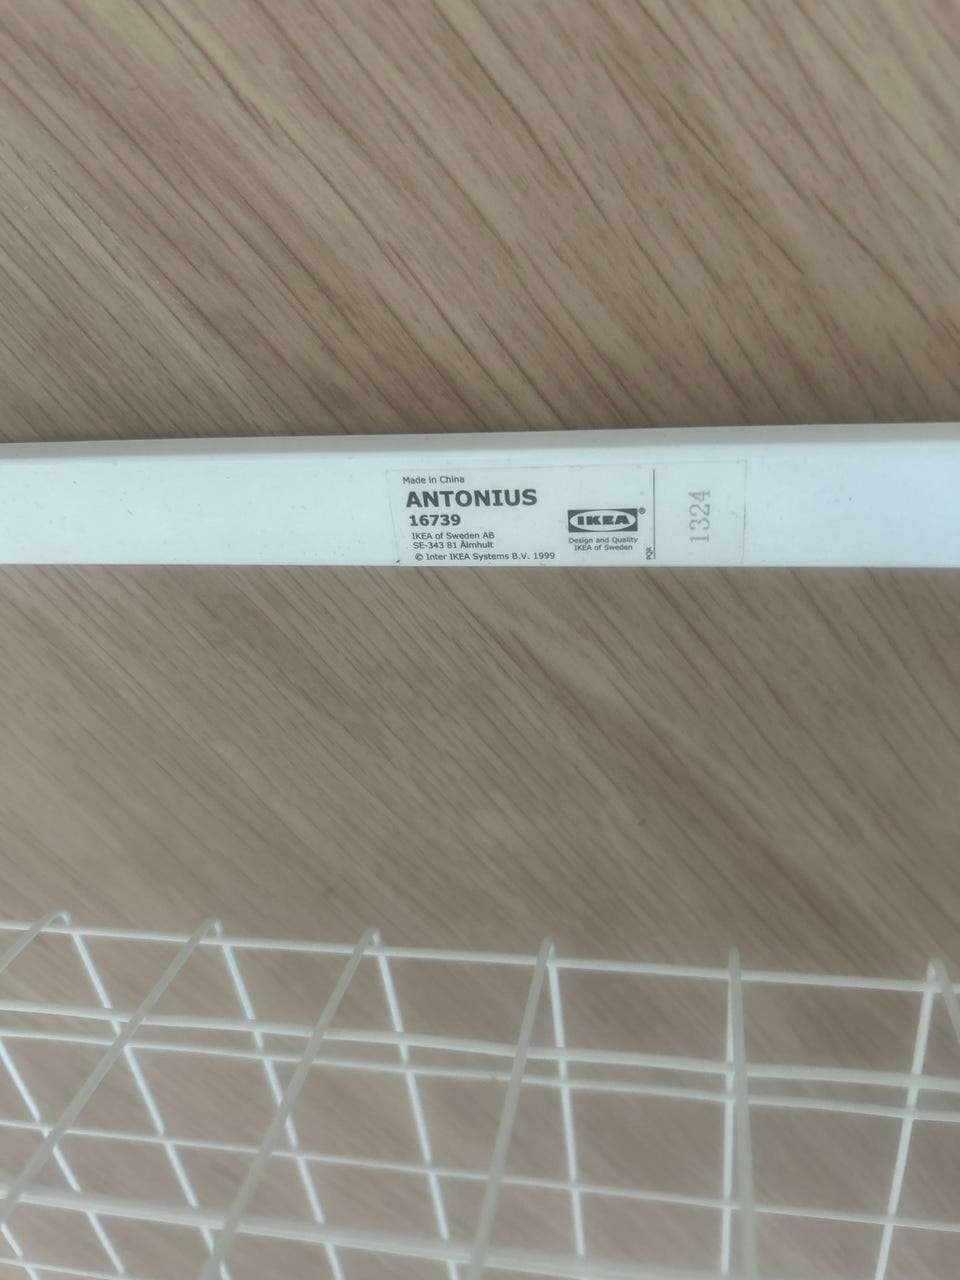 Made in China
ANTONIUS
16739
IKEA of Sweden AB
SE-343 81 Älmhult
© Inter IKEA Systems B.V. 1999
IKEA®
Design and Quality
IKEA of Sweden
PQR
1324